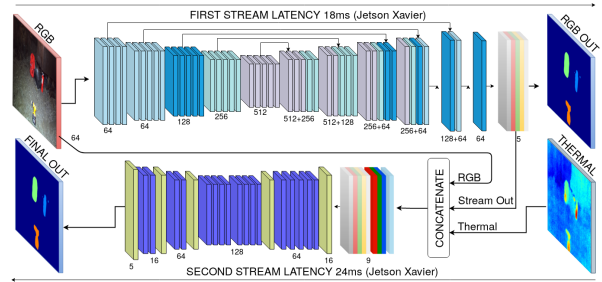 FIRST STREAM LATENCY 18ms (Jetson Xavier)
RGB
RGB OUT
64
64
128
256
512
512+256
512+128
256+64
256+64
128+64
64
5
64
FINAL OUT
THERMAL
CONCATENATE
RGB
Stream Out
Thermal
5
16
64
128
64
16
9
SECOND STREAM LATENCY 24ms (Jetson Xavier)